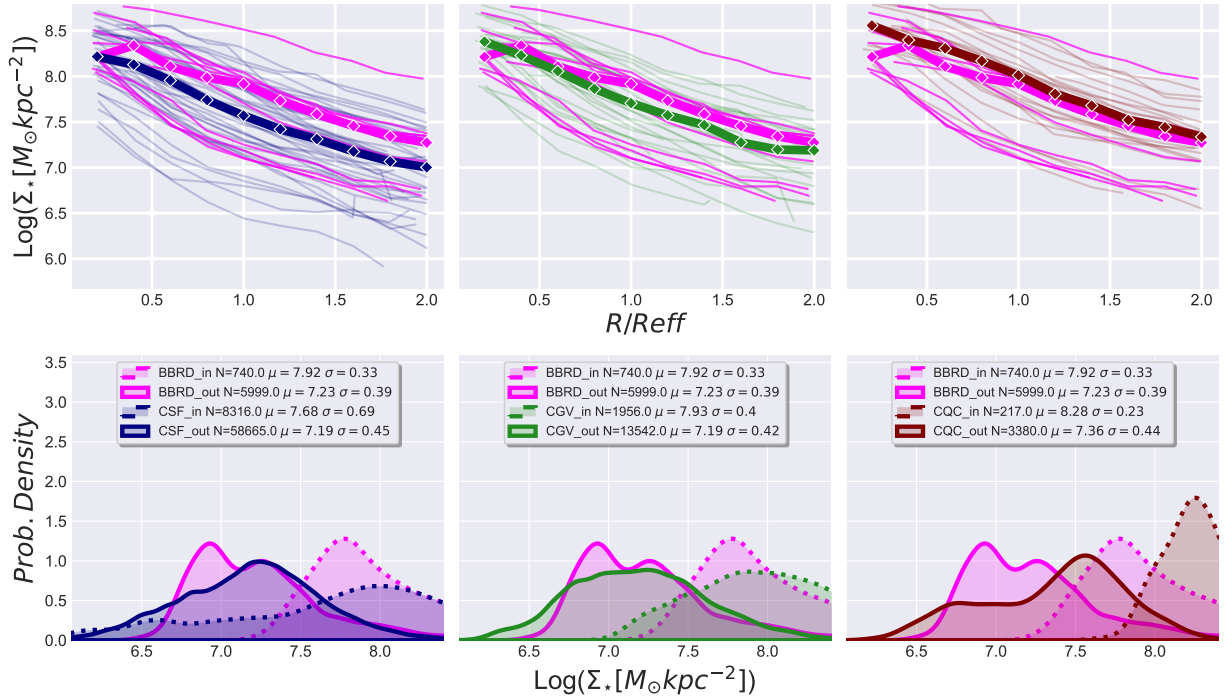 Log(Σ⋆[M⊙kpc−2])
8.5
8.0
7.5
7.0
6.5
6.0
0.5 1.0 1.5 2.0
0.5 1.0 1.5 2.0
0.5 1.0 1.5 2.0
R/Reff
Prob. Density
3.5
3.0
2.5
2.0
1.5
1.0
0.5
0.0
BBRD_in N=740.0 μ = 7.92 σ = 0.33
BBRD_out N=5999.0 μ = 7.23 σ = 0.39
CSF_in N=8316.0 μ = 7.68 σ = 0.69
CSF_out N=58665.0 μ = 7.19 σ = 0.45
BBRD_in N=740.0 μ = 7.92 σ = 0.33
BBRD_out N=5999.0 μ = 7.23 σ = 0.39
CGV_in N=1956.0 μ = 7.93 σ = 0.4
CGV_out N=13542.0 μ = 7.19 σ = 0.42
BBRD_in N=740.0 μ = 7.92 σ = 0.33
BBRD_out N=5999.0 μ = 7.23 σ = 0.39
CQC_in N=217.0 μ = 8.28 σ = 0.23
CQC_out N=3380.0 μ = 7.36 σ = 0.44
6.5 7.0 7.5 8.0
6.5 7.0 7.5 8.0
6.5 7.0 7.5 8.0
Log(Σ⋆[M⊙kpc−2])